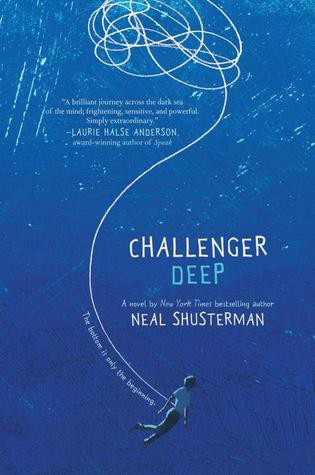 "A brilliant journey across the dark sea
of the mind; frightening, sensitive, and powerful.
Simply extraordinary."
—LAURIE HALSE ANDERSON,
award-winning author of Speak
CHALLENGER
DEEP
A novel by New York Times bestselling author
NEAL SHUSTERMAN
The bottom is only the beginning.